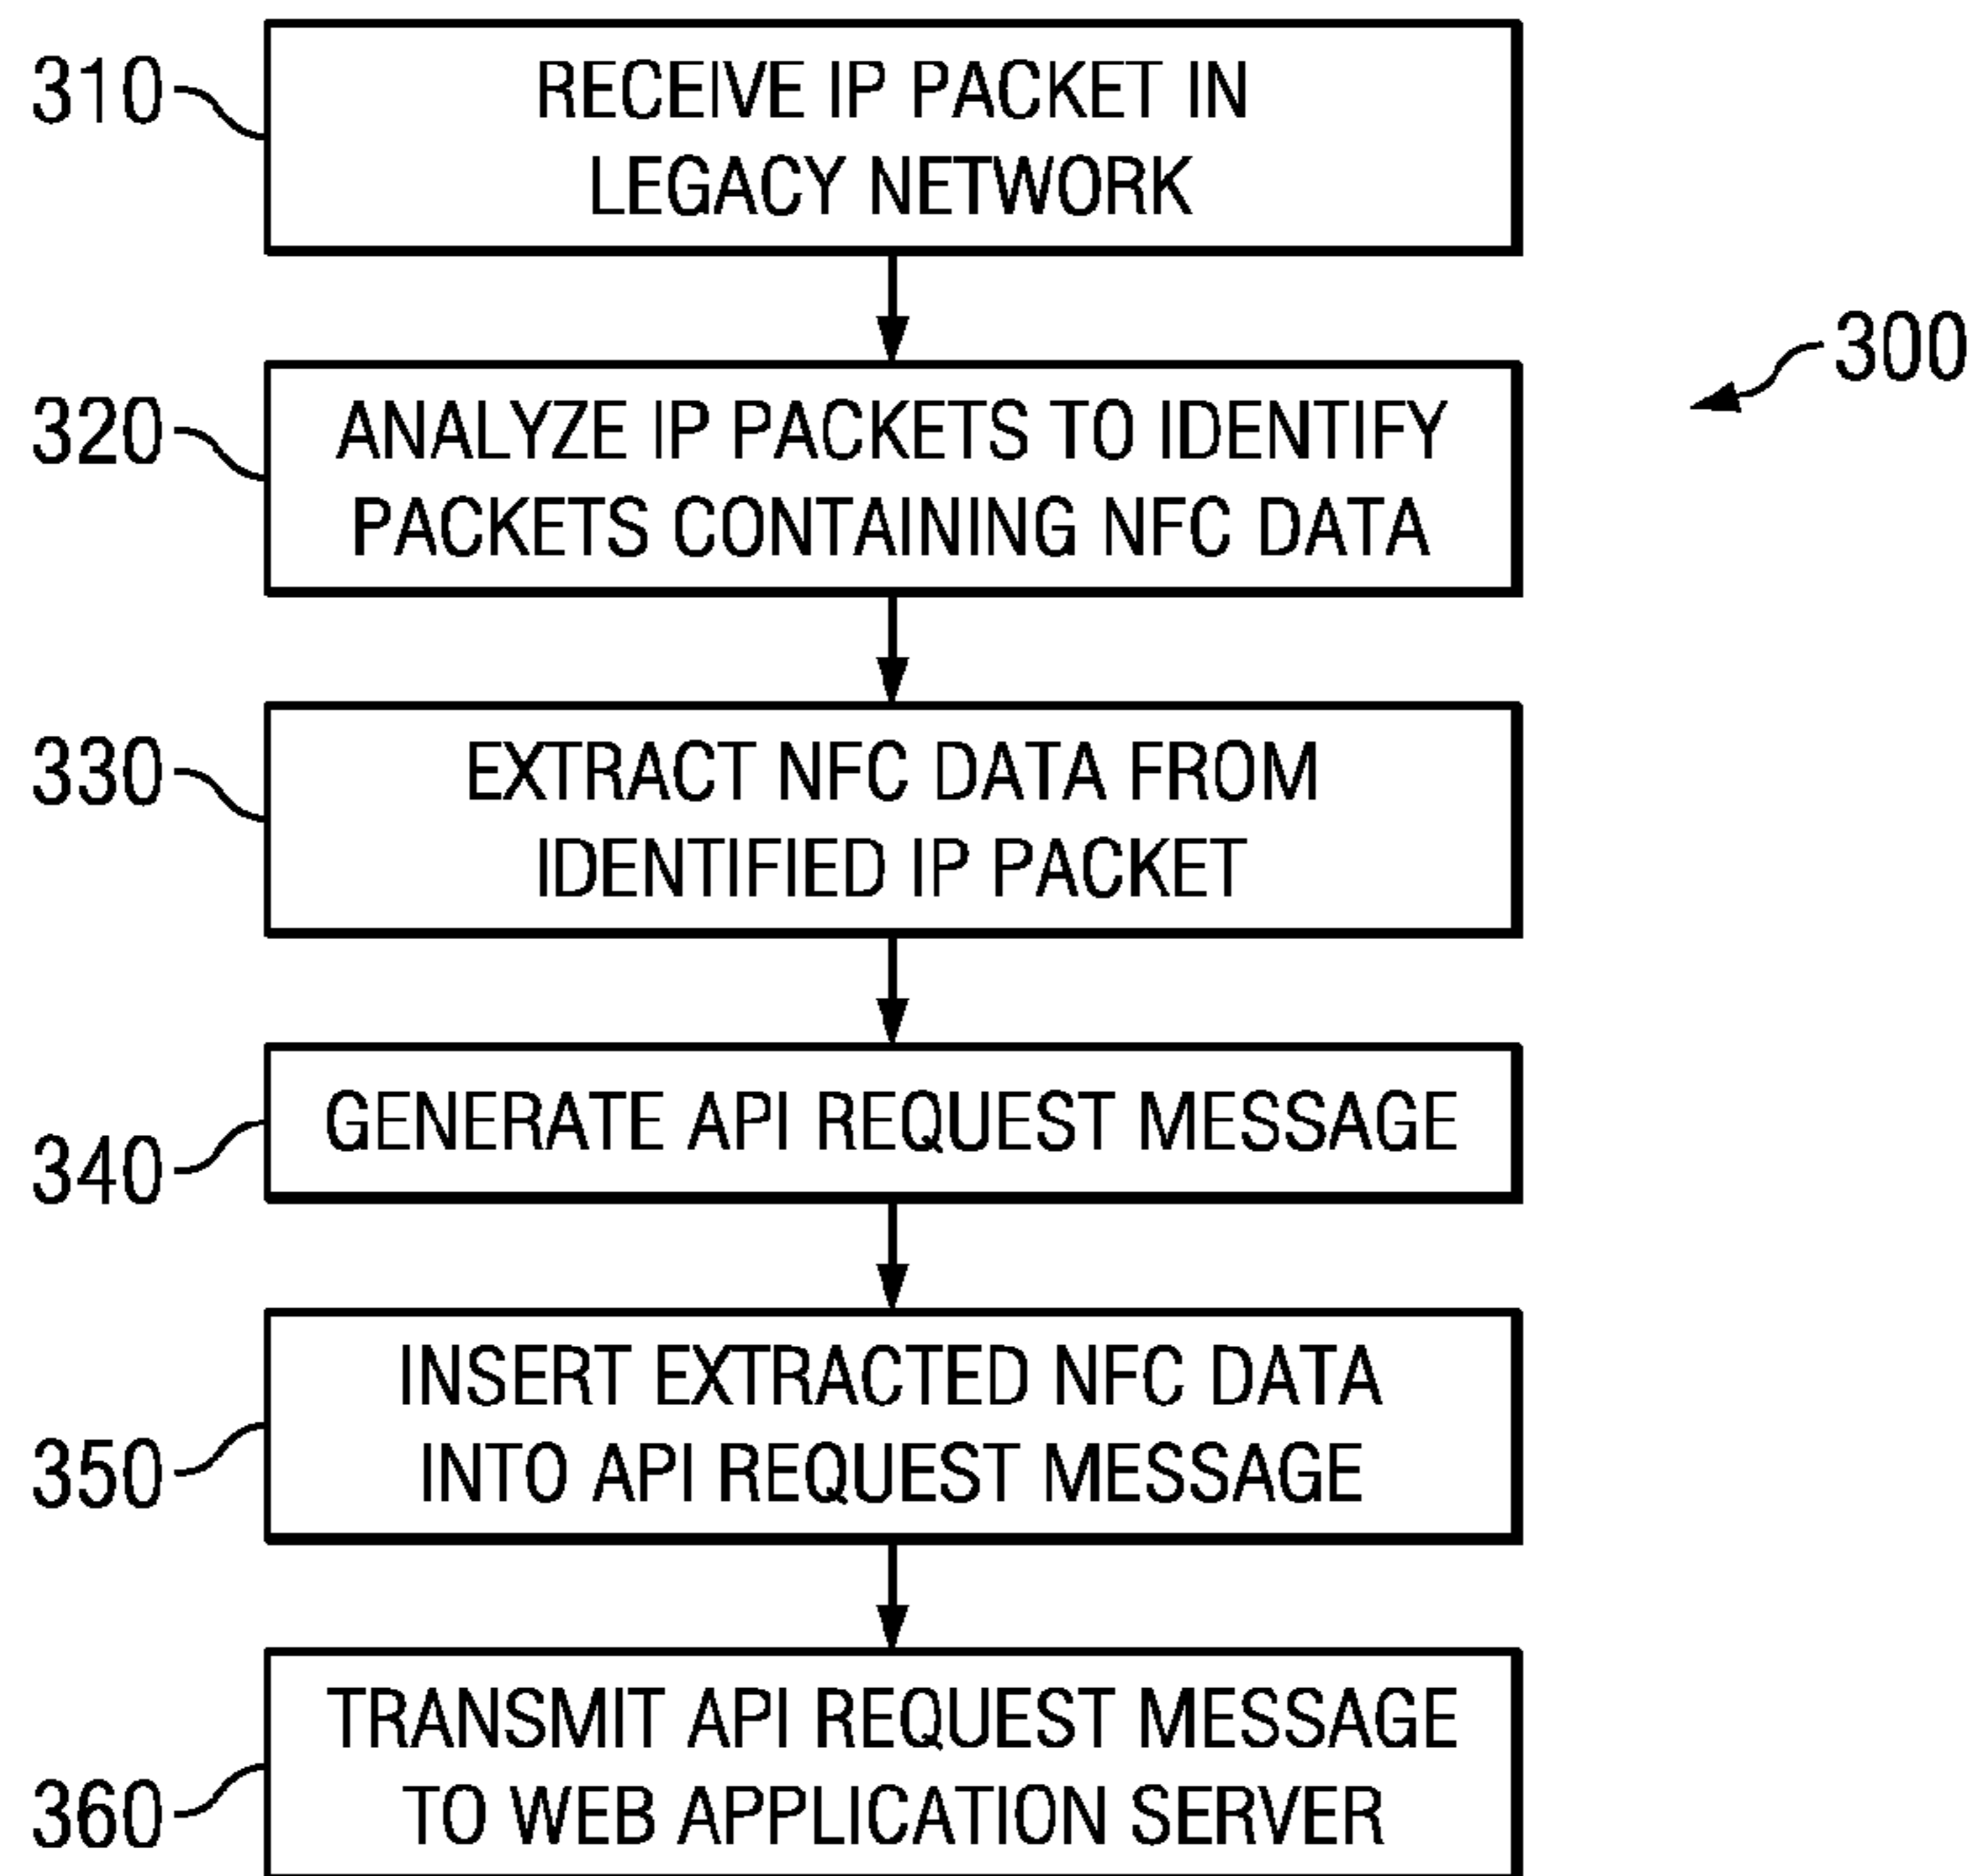 310
RECEIVE IP PACKET IN
LEGACY NETWORK
300
320
ANALYZE IP PACKETS TO IDENTIFY
PACKETS CONTAINING NFC DATA
330
EXTRACT NFC DATA FROM
IDENTIFIED IP PACKET
340
GENERATE API REQUEST MESSAGE
350
INSERT EXTRACTED NFC DATA
INTO API REQUEST MESSAGE
360
TRANSMIT API REQUEST MESSAGE
TO WEB APPLICATION SERVER